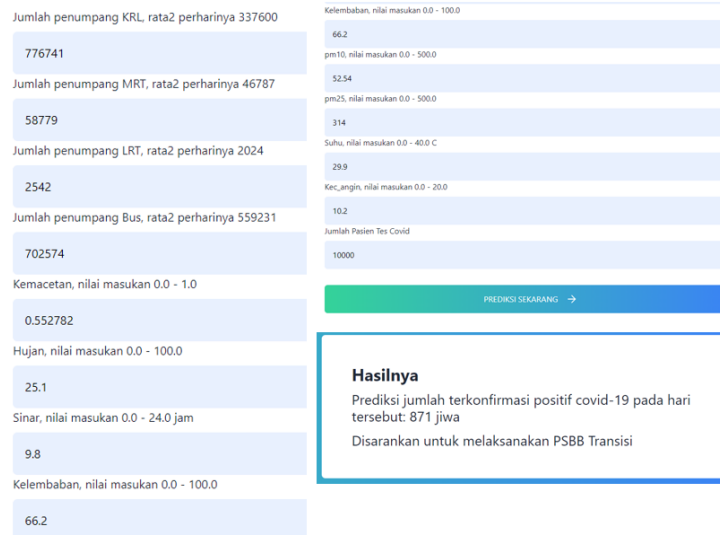 Jumlah penumpang KRL, rata2 perharinya 337600
776741
Jumlah penumpang MRT, rata2 perharinya 46787
58779
Jumlah penumpang LRT, rata2 perharinya 2024
2542
Jumlah penumpang Bus, rata2 perharinya 559231
702574
Kemacetan, nilai masukan 0.0 - 1.0
0.552782
Hujan, nilai masukan 0.0 - 100.0
25.1
Sinar, nilai masukan 0.0 - 24.0 jam
9.8
Kelembaban, nilai masukan 0.0 - 100.0
66.2
Kelembaban, nilai masukan 0.0 - 100.0
66.2
pm10, nilai masukan 0.0 - 500.0
52.54
pm25, nilai masukan 0.0 - 500.0
314
Suhu, nilai masukan 0.0 - 40.0 C
29.9
Kec_angin, nilai masukan 0.0 - 20.0
10.2
Jumlah Pasien Tes Covid
10000
PREDIKSI SEKARANG →
Hasilnya
Prediksi jumlah terkonfirmasi positif covid-19 pada hari
tersebut: 871 jiwa
Disarankan untuk melaksanakan PSBB Transisi